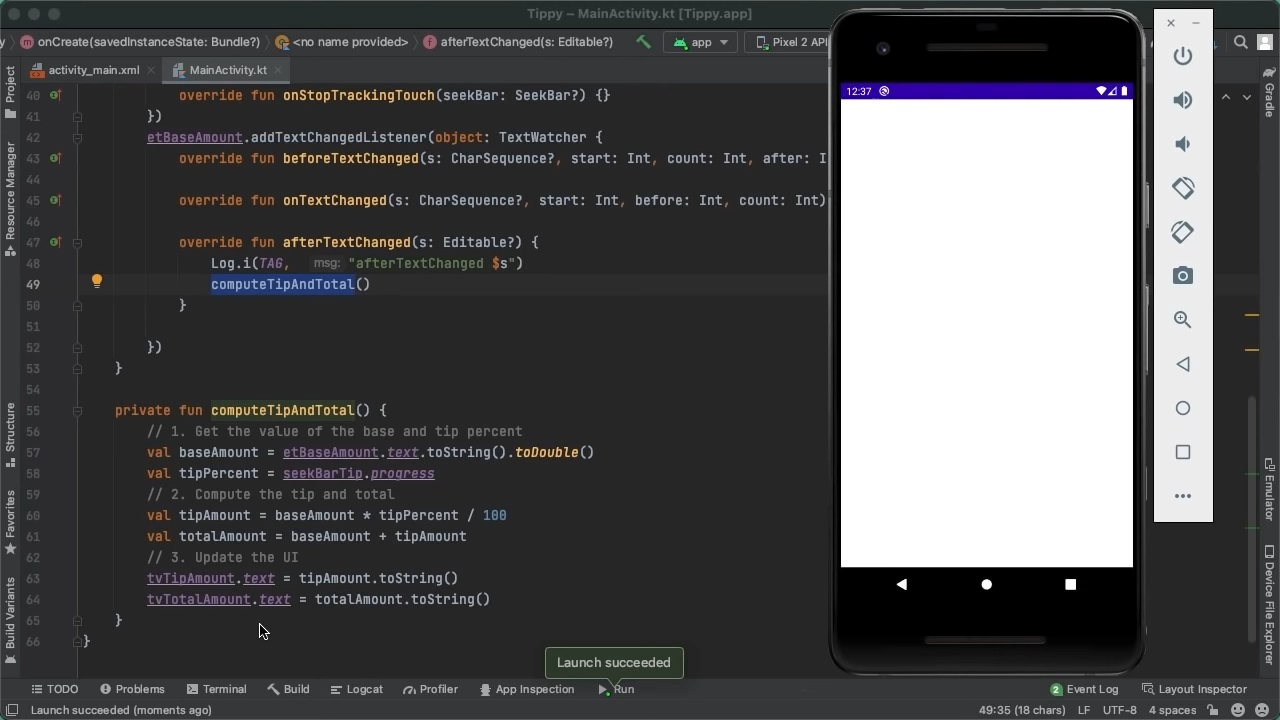 Tippy – MainActivity.kt [Tippy.app]
onCreate(savedInstanceState: Bundle?) <no name provided> afterTextChanged(s: Editable?) app Pixel 2 API
activity_main.xml MainActivity.kt
40 override fun onStopTrackingTouch(seekBar: SeekBar?) {}
41 })
42 etBaseAmount.addTextChangedListener(object: TextWatcher {
43 override fun beforeTextChanged(s: CharSequence?, start: Int, count: Int, after: I
44
45 override fun onTextChanged(s: CharSequence?, start: Int, before: Int, count: Int)
46
47 override fun afterTextChanged(s: Editable?) {
48 Log.i(TAG, msg: "afterTextChanged $s")
49 computeTipAndTotal()
50 }
51
52 })
53 }
54
55 private fun computeTipAndTotal() {
56 // 1. Get the value of the base and tip percent
57 val baseAmount = etBaseAmount.text.toString().toDouble()
58 val tipPercent = seekBarTip.progress
59 // 2. Compute the tip and total
60 val tipAmount = baseAmount * tipPercent / 100
61 val totalAmount = baseAmount + tipAmount
62 // 3. Update the UI
63 tvTipAmount.text = tipAmount.toString()
64 tvTotalAmount.text = totalAmount.toString()
65 }
66 }
Project
Resource Manager
Structure
Favorites
Build Variants
12:37
Gradle
Emulator
Device File Explorer
Launch succeeded
TODO Problems Terminal Build Logcat Profiler App Inspection Run 2 Event Log Layout Inspector
Launch succeeded (moments ago) 49:35 (18 chars) LF UTF-8 4 spaces